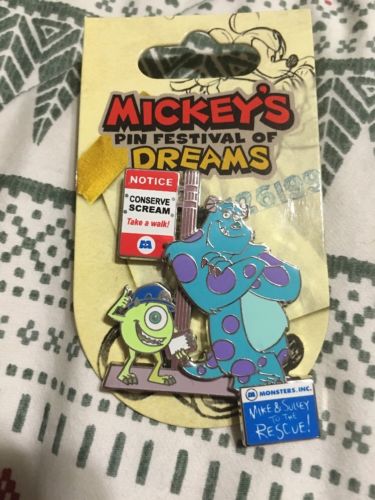 MICKEY'S
PIN FESTIVAL OF
DREAMS
NOTICE
CONSERVE
SCREAM
Take a walk!
MONSTERS, INC.
MIKE & SULLEY
TO THE
RESCUE!